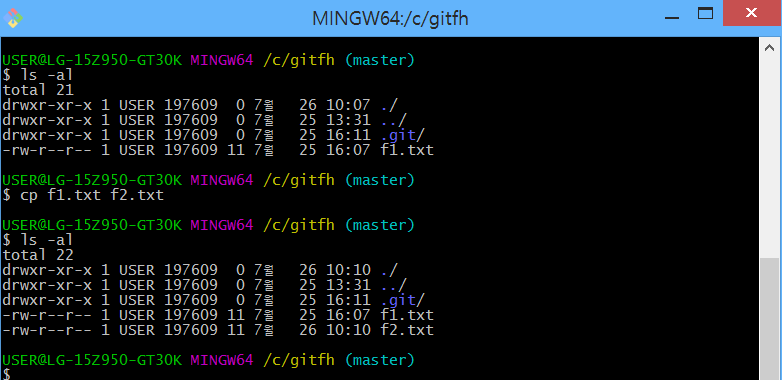 MINGW64:/c/gitfh
USER@LG-15Z950-GT30K MINGW64 /c/gitfh (master)
$ ls -al
total 21
drwxr-xr-x 1 USER 197609  0 7월   26 10:07 ./
drwxr-xr-x 1 USER 197609  0 7월   25 13:31 ../
drwxr-xr-x 1 USER 197609  0 7월   25 16:11 .git/
-rw-r--r-- 1 USER 197609 11 7월   25 16:07 f1.txt
USER@LG-15Z950-GT30K MINGW64 /c/gitfh (master)
$ cp f1.txt f2.txt
USER@LG-15Z950-GT30K MINGW64 /c/gitfh (master)
$ ls -al
total 22
drwxr-xr-x 1 USER 197609  0 7월   26 10:10 ./
drwxr-xr-x 1 USER 197609  0 7월   25 13:31 ../
drwxr-xr-x 1 USER 197609  0 7월   25 16:11 .git/
-rw-r--r-- 1 USER 197609 11 7월   25 16:07 f1.txt
-rw-r--r-- 1 USER 197609 11 7월   26 10:10 f2.txt
USER@LG-15Z950-GT30K MINGW64 /c/gitfh (master)
$